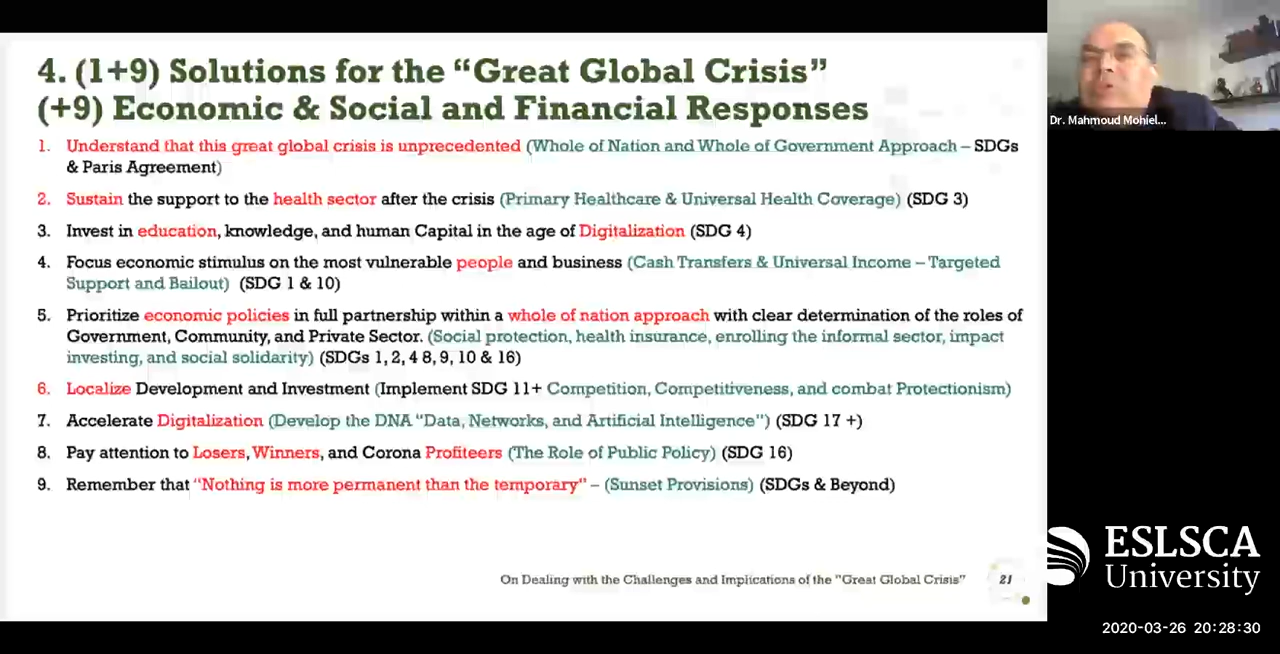 4. (1+9) Solutions for the “Great Global Crisis”
(+9) Economic & Social and Financial Responses
1. Understand that this great global crisis is unprecedented (Whole of Nation and Whole of Government Approach – SDGs
& Paris Agreement)
2. Sustain the support to the health sector after the crisis (Primary Healthcare & Universal Health Coverage) (SDG 3)
3. Invest in education, knowledge, and human Capital in the age of Digitalization (SDG 4)
4. Focus economic stimulus on the most vulnerable people and business (Cash Transfers & Universal Income – Targeted
Support and Bailout) (SDG 1 & 10)
5. Prioritize economic policies in full partnership within a whole of nation approach with clear determination of the roles of
Government, Community, and Private Sector. (Social protection, health insurance, enrolling the informal sector, impact
investing, and social solidarity) (SDGs 1, 2, 4 8, 9, 10 & 16)
6. Localize Development and Investment (Implement SDG 11+ Competition, Competitiveness, and combat Protectionism)
7. Accelerate Digitalization (Develop the DNA “Data, Networks, and Artificial Intelligence”) (SDG 17 +)
8. Pay attention to Losers, Winners, and Corona Profiteers (The Role of Public Policy) (SDG 16)
9. Remember that “Nothing is more permanent than the temporary” – (Sunset Provisions) (SDGs & Beyond)
On Dealing with the Challenges and Implications of the “Great Global Crisis”
21
Dr. Mahmoud Mohiel...
ESLSCA
University
2020-03-26 20:28:30